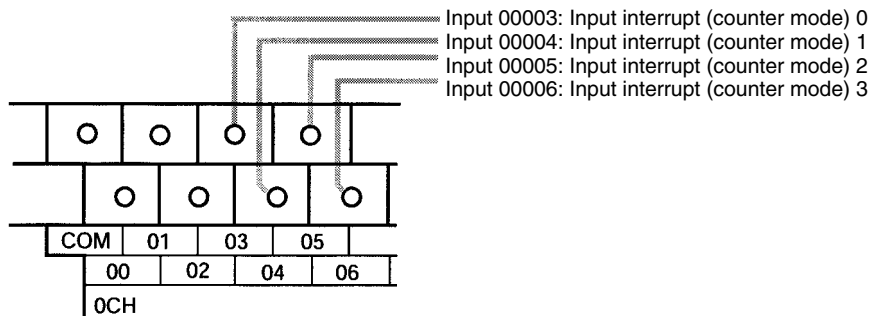 Input 00003: Input interrupt (counter mode) 0
Input 00004: Input interrupt (counter mode) 1
Input 00005: Input interrupt (counter mode) 2
Input 00006: Input interrupt (counter mode) 3
COM 01 03 05
00 02 04 06
0CH